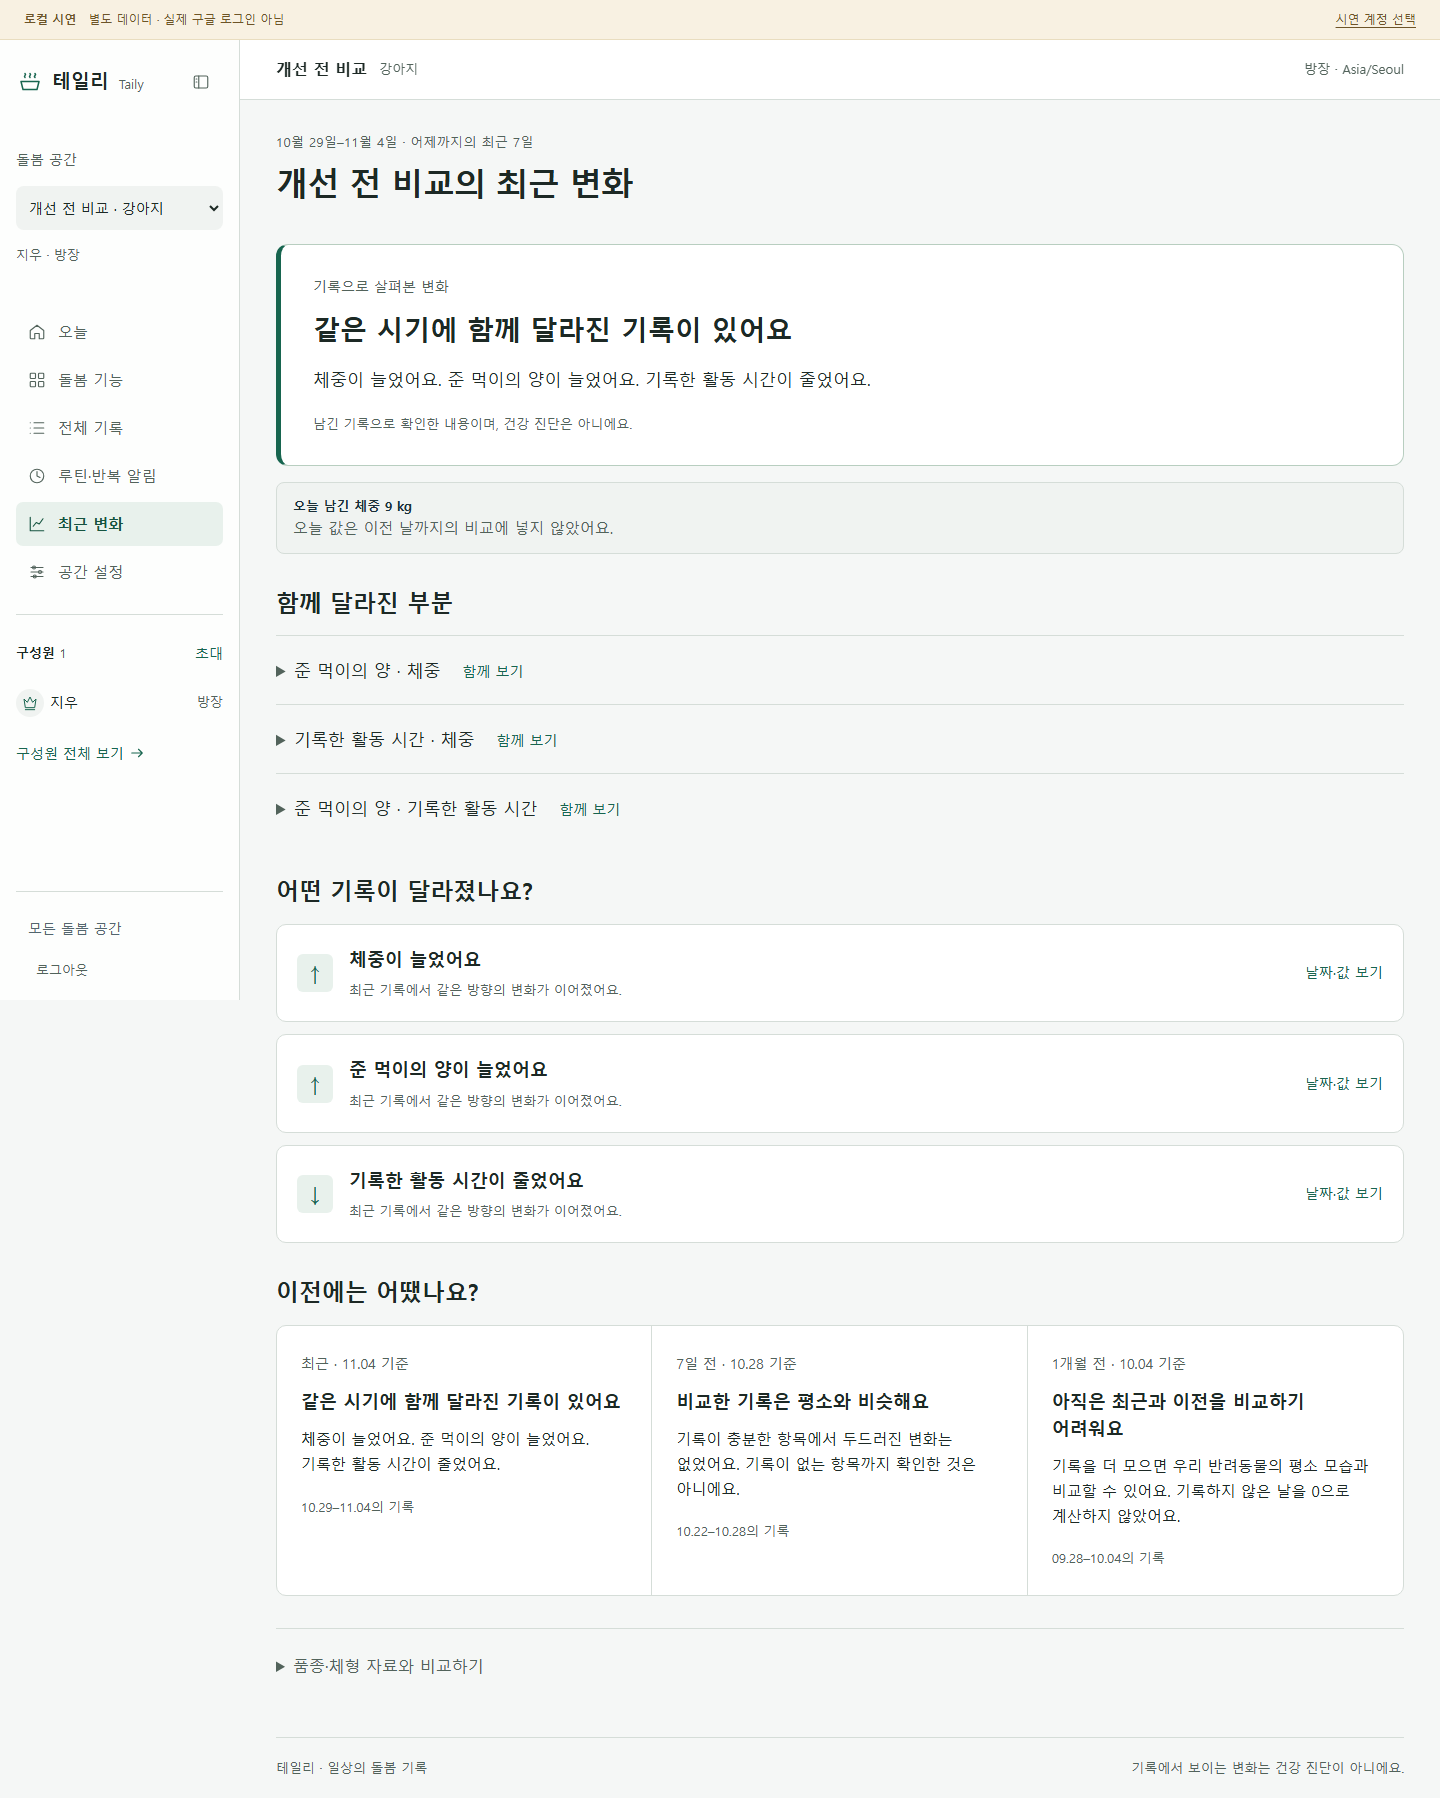 로컬 시연 별도 데이터 · 실제 구글 로그인 아님
시연 계정 선택
테일리 Taily
돌봄 공간
개선 전 비교 · 강아지
지우 · 방장
오늘
돌봄 기능
전체 기록
루틴·반복 알림
최근 변화
공간 설정
구성원 1
초대
지우
방장
구성원 전체 보기 →
모든 돌봄 공간
로그아웃
개선 전 비교 강아지
방장 · Asia/Seoul
10월 29일–11월 4일 · 어제까지의 최근 7일
개선 전 비교의 최근 변화
기록으로 살펴본 변화
같은 시기에 함께 달라진 기록이 있어요
체중이 늘었어요. 준 먹이의 양이 늘었어요. 기록한 활동 시간이 줄었어요.
남긴 기록으로 확인한 내용이며, 건강 진단은 아니에요.
오늘 남긴 체중 9 kg
오늘 값은 이전 날까지의 비교에 넣지 않았어요.
함께 달라진 부분
▶ 준 먹이의 양 · 체중 함께 보기
▶ 기록한 활동 시간 · 체중 함께 보기
▶ 준 먹이의 양 · 기록한 활동 시간 함께 보기
어떤 기록이 달라졌나요?
↑
체중이 늘었어요
최근 기록에서 같은 방향의 변화가 이어졌어요.
날짜·값 보기
↑
준 먹이의 양이 늘었어요
최근 기록에서 같은 방향의 변화가 이어졌어요.
날짜·값 보기
↓
기록한 활동 시간이 줄었어요
최근 기록에서 같은 방향의 변화가 이어졌어요.
날짜·값 보기
이전에는 어땠나요?
최근 · 11.04 기준
같은 시기에 함께 달라진 기록이 있어요
체중이 늘었어요. 준 먹이의 양이 늘었어요.
기록한 활동 시간이 줄었어요.
10.29–11.04의 기록
7일 전 · 10.28 기준
비교한 기록은 평소와 비슷해요
기록이 충분한 항목에서 두드러진 변화는
없었어요. 기록이 없는 항목까지 확인한 것은
아니에요.
10.22–10.28의 기록
1개월 전 · 10.04 기준
아직은 최근과 이전을 비교하기
어려워요
기록을 더 모으면 우리 반려동물의 평소 모습과
비교할 수 있어요. 기록하지 않은 날을 0으로
계산하지 않았어요.
09.28–10.04의 기록
▶ 품종·체형 자료와 비교하기
테일리 · 일상의 돌봄 기록
기록에서 보이는 변화는 건강 진단이 아니에요.